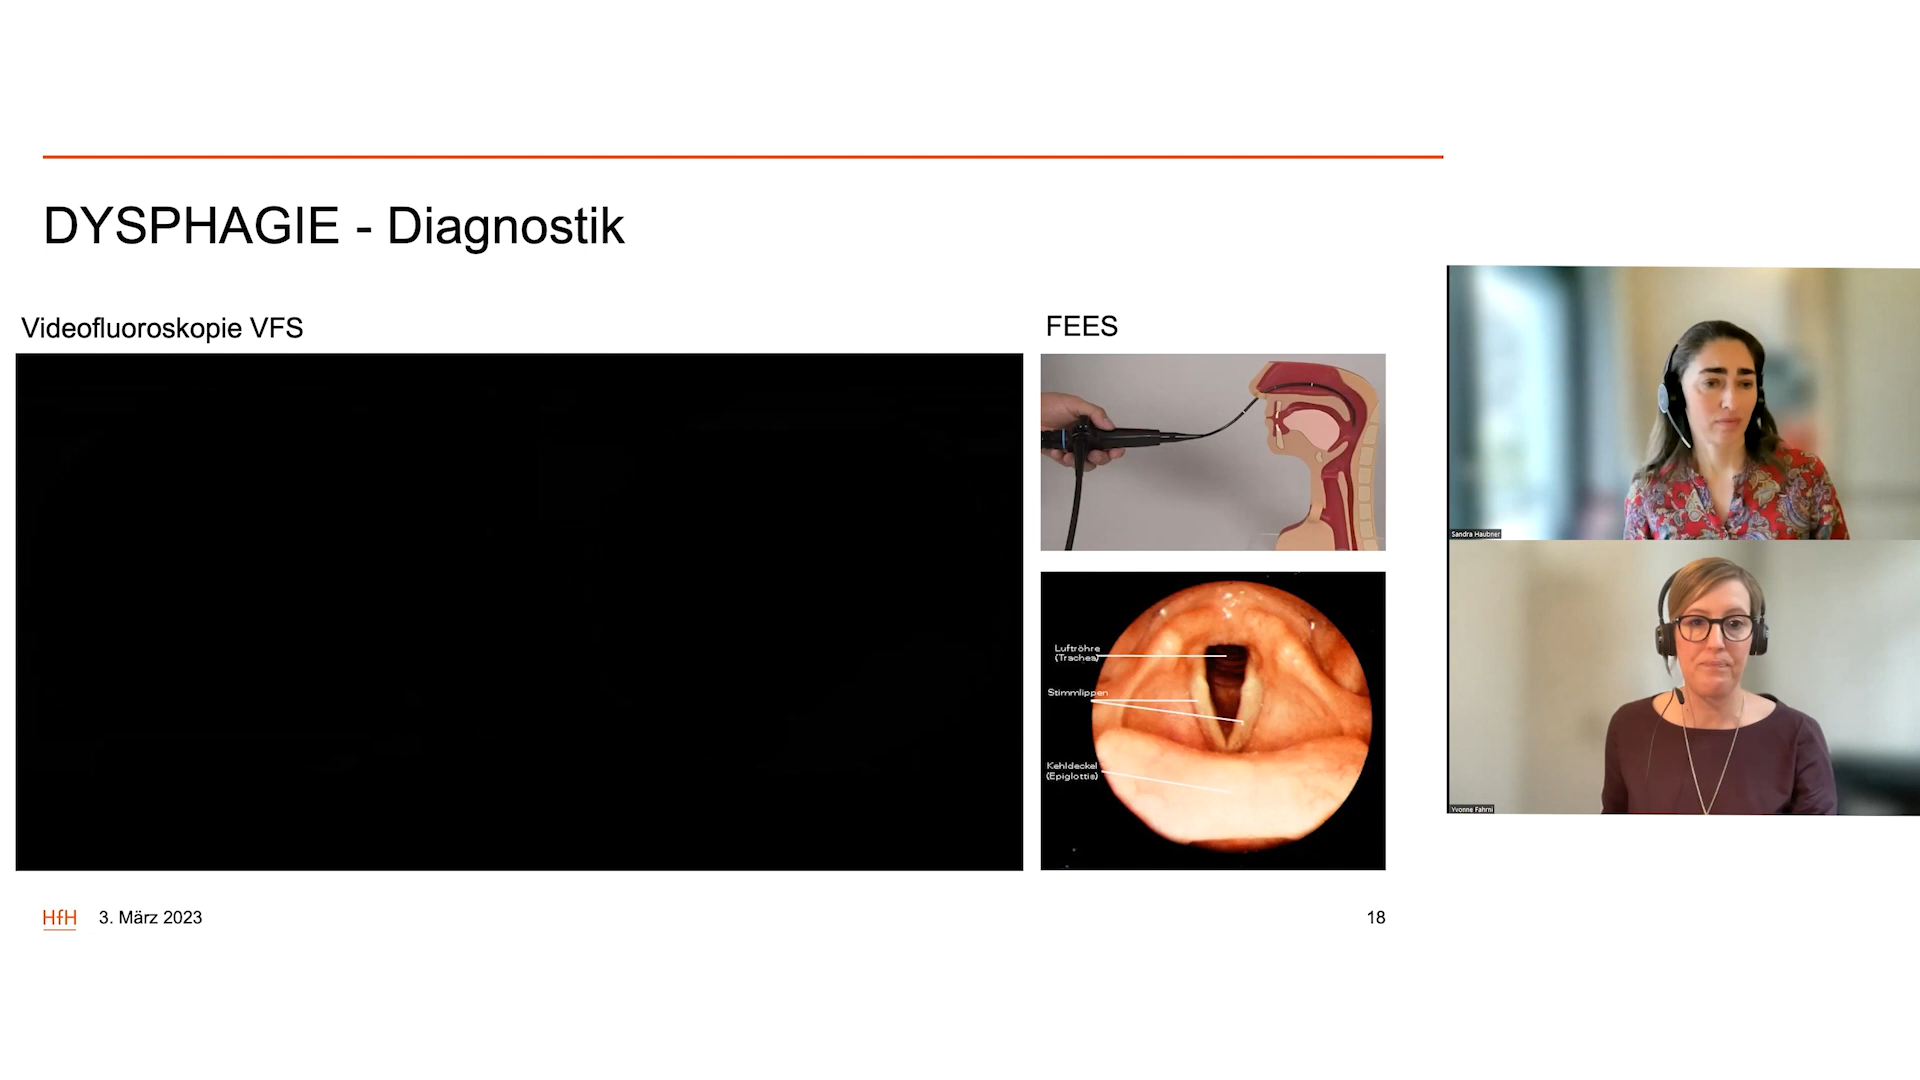 DYSPHAGIE - Diagnostik
Videofluoroskopie VFS
FEES
Luftröhre
(Trachea)
Stimmlippen
Kehldeckel
(Epiglottis)
Sandra Haubner
Yvonne Fahrni
HfH
3. März 2023
18